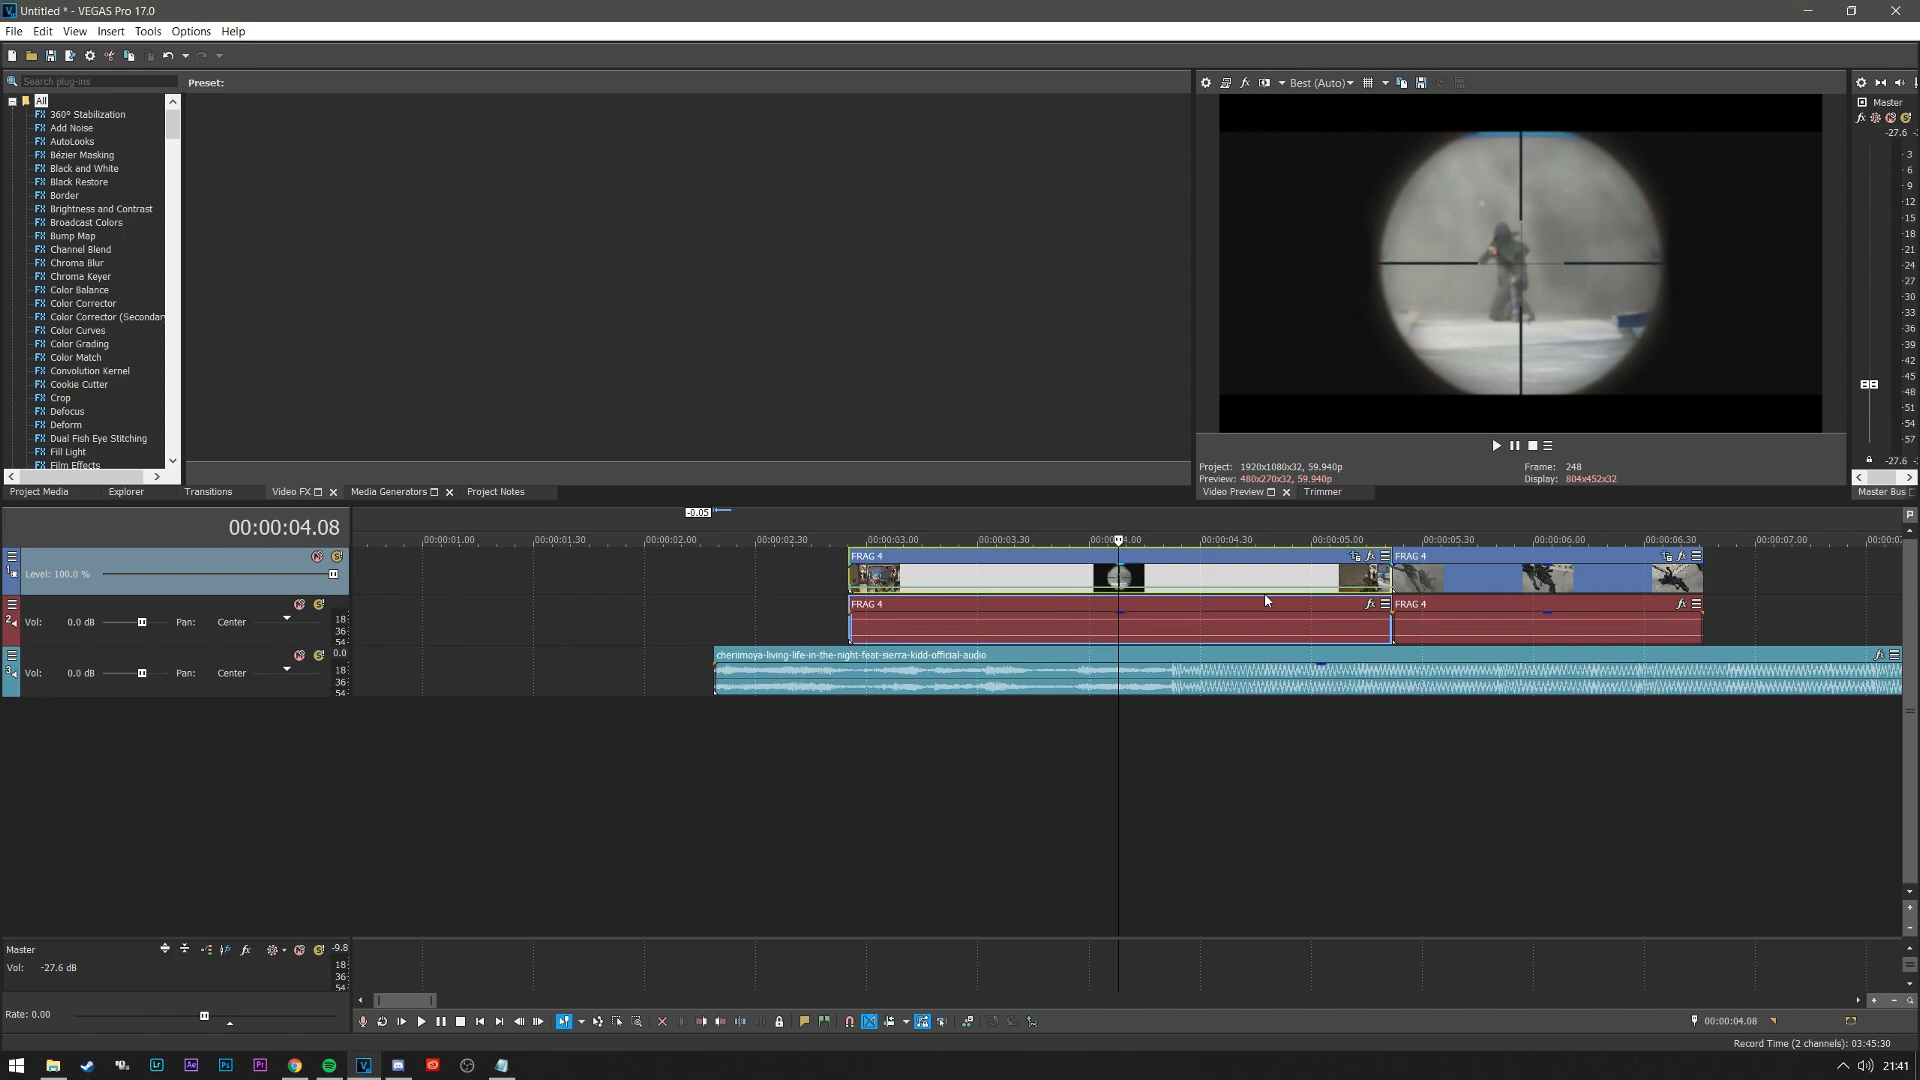 Untitled * - VEGAS Pro 17.0
File Edit View Insert Tools Options Help
Search plug-ins
Preset:
All
360º Stabilization
Add Noise
AutoLooks
Bézier Masking
Black and White
Black Restore
Border
Brightness and Contrast
Broadcast Colors
Bump Map
Channel Blend
Chroma Blur
Chroma Keyer
Color Balance
Color Corrector
Color Corrector (Secondar
Color Curves
Color Grading
Color Match
Convolution Kernel
Cookie Cutter
Crop
Defocus
Deform
Dual Fish Eye Stitching
Fill Light
Film Effects
Project Media Explorer Transitions Video FX Media Generators Project Notes
Best (Auto)
Project: 1920x1080x32, 59.940p
Preview: 480x270x32, 59.940p
Frame: 248
Display: 804x452x32
Video Preview Trimmer
Master
-27.6
3
6
9
12
15
18
21
24
27
30
33
36
39
42
45
48
51
54
57
-27.6
Master Bus
00:00:04.08
-0.05
00:00:01.00 00:00:01.30 00:00:02.00 00:00:02.30 00:00:03.00 00:00:03.30 00:00:04.00 00:00:04.30 00:00:05.00 00:00:05.30 00:00:06.00 00:00:06.30 00:00:07.00 00:00:07
1
Level: 100.0 %
FRAG 4 FRAG 4
2
Vol: 0.0 dB Pan: Center
18
36
54
FRAG 4 FRAG 4
3
Vol: 0.0 dB Pan: Center
0.0
18
36
54
cheriimoya-living-life-in-the-night-feat-sierra-kidd-official-audio
Master
Vol: -27.6 dB
-9.8
18
36
54
Rate: 0.00
00:00:04.08
Record Time (2 channels): 03:45:30
Lr Ae Ps Pr V
21:41